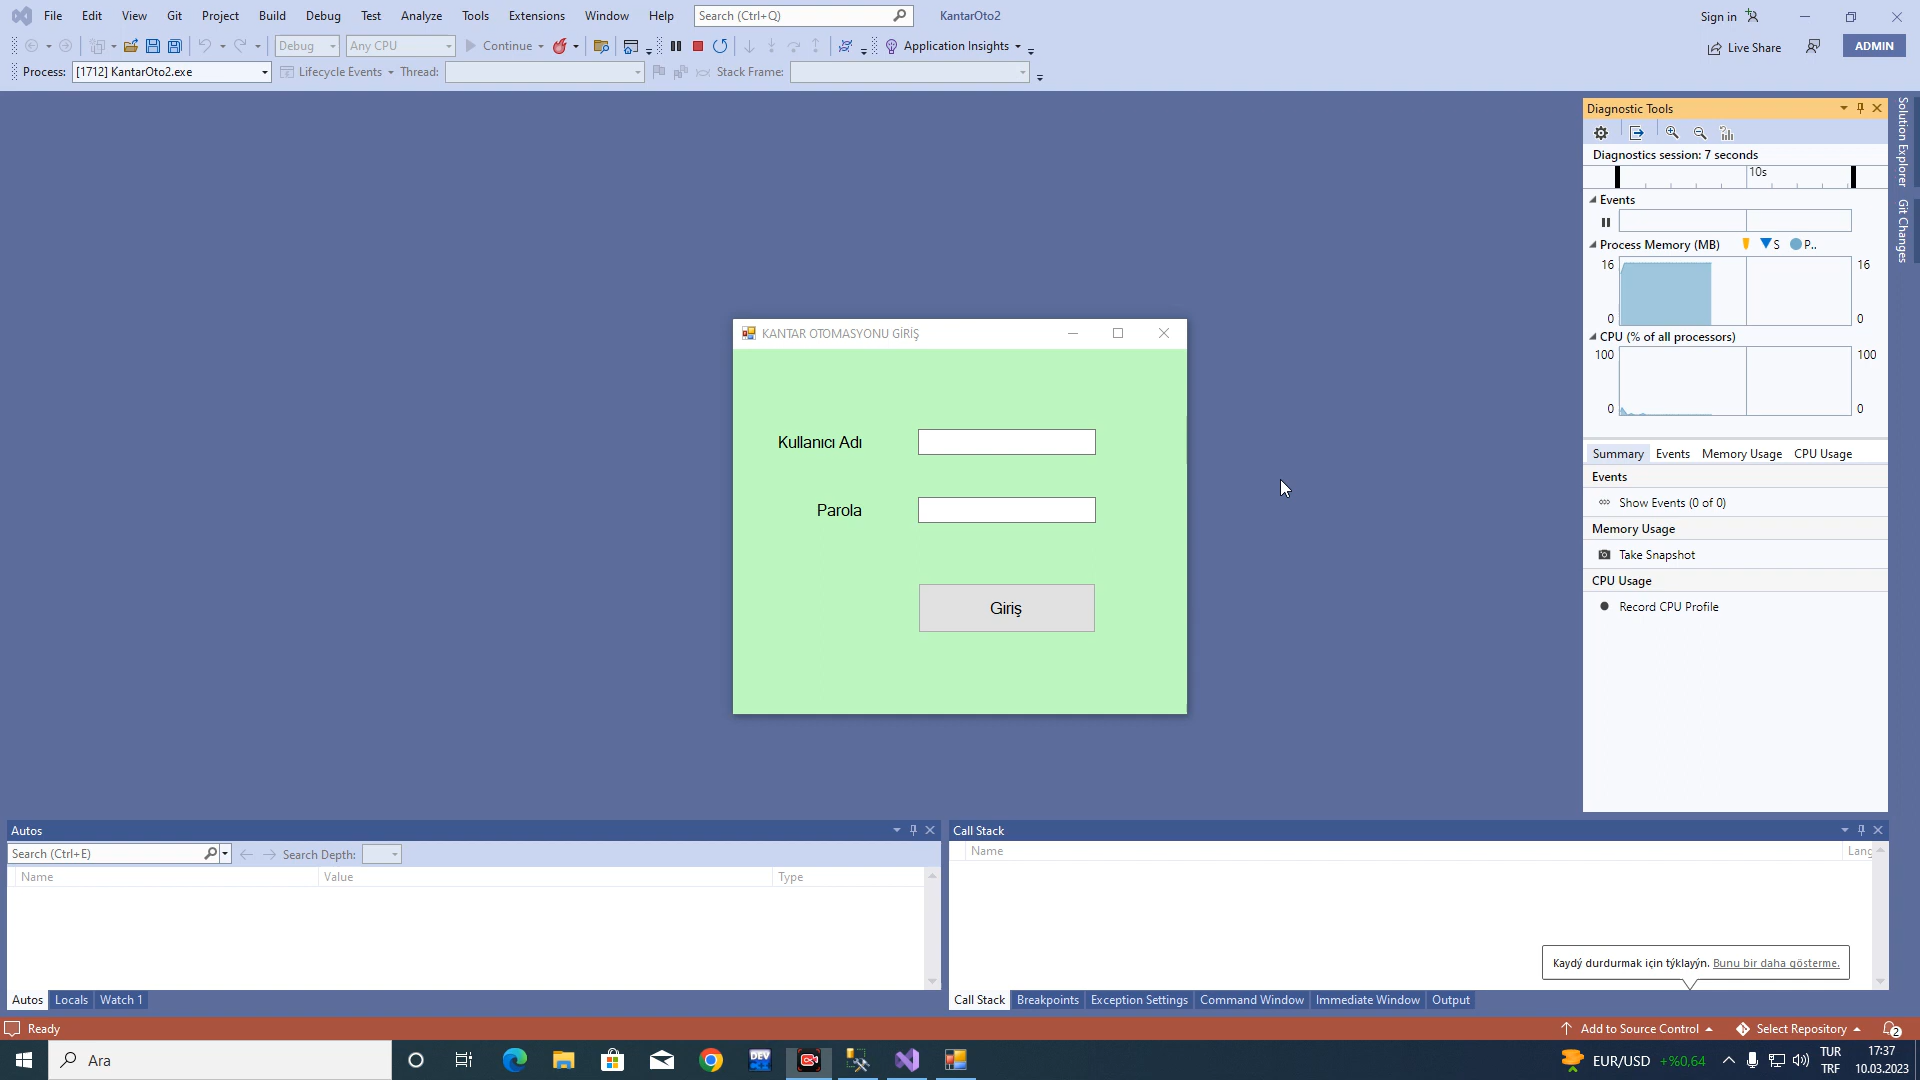 File Edit View Git Project Build Debug Test Analyze Tools Extensions Window Help Search (Ctrl+Q) KantarOto2 Sign in
Debug Any CPU Continue Application Insights Live Share ADMIN
Process: [1712] KantarOto2.exe Lifecycle Events Thread: Stack Frame:
Diagnostic Tools
Solution Explorer
Git Changes
Diagnostics session: 7 seconds
10s
Events
Process Memory (MB) S P..
16 16
0 0
CPU (% of all processors)
100 100
0 0
Summary Events Memory Usage CPU Usage
Events
Show Events (0 of 0)
Memory Usage
Take Snapshot
CPU Usage
Record CPU Profile
KANTAR OTOMASYONU GİRİŞ
Kullanıcı Adı
Parola
Giriş
Autos
Search (Ctrl+E) Search Depth:
Name Value Type
Autos Locals Watch 1
Call Stack
Name Lang
Kaydý durdurmak için týklayýn. Bunu bir daha gösterme.
Call Stack Breakpoints Exception Settings Command Window Immediate Window Output
Ready Add to Source Control Select Repository 2
Ara DEV EUR/USD +%0,64 TUR 17:37
TRF 10.03.2023